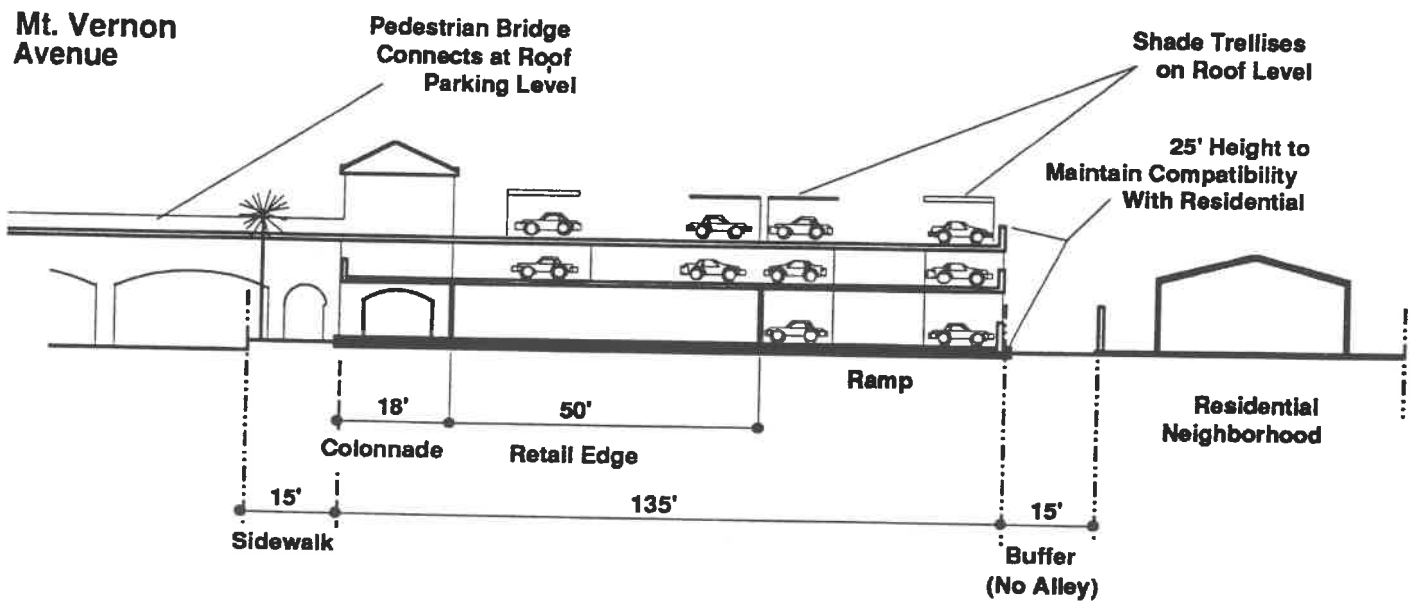 Mt. Vernon
Avenue
Pedestrian Bridge
Connects at Roof
Parking Level
Shade Trellises
on Roof Level
25' Height to
Maintain Compatibility
With Residential
Ramp
18'
50'
Colonnade
Retail Edge
Residential
Neighborhood
15'
135'
15'
Sidewalk
Buffer
(No Alley)